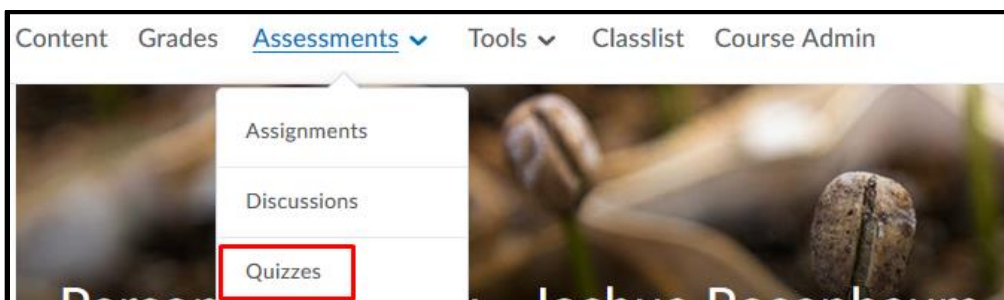 Content Grades Assessments Tools Classlist Course Admin
Assignments
Discussions
Quizzes